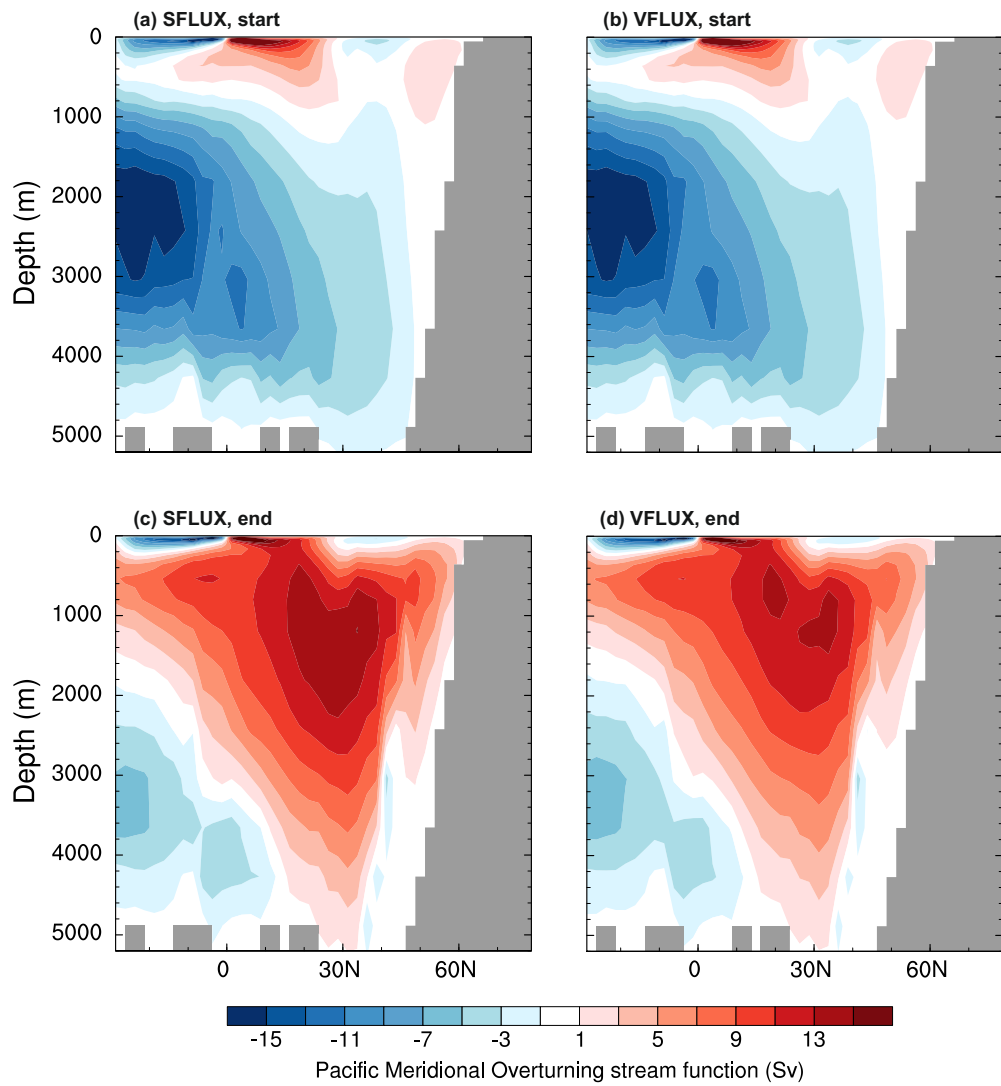 (a) SFLUX, start
(b) VFLUX, start
0
1000
2000
3000
4000
5000
Depth (m)
(c) SFLUX, end
(d) VFLUX, end
0
1000
2000
3000
4000
5000
Depth (m)
0 30N 60N
0 30N 60N
-15 -11 -7 -3 1 5 9 13
Pacific Meridional Overturning stream function (Sv)